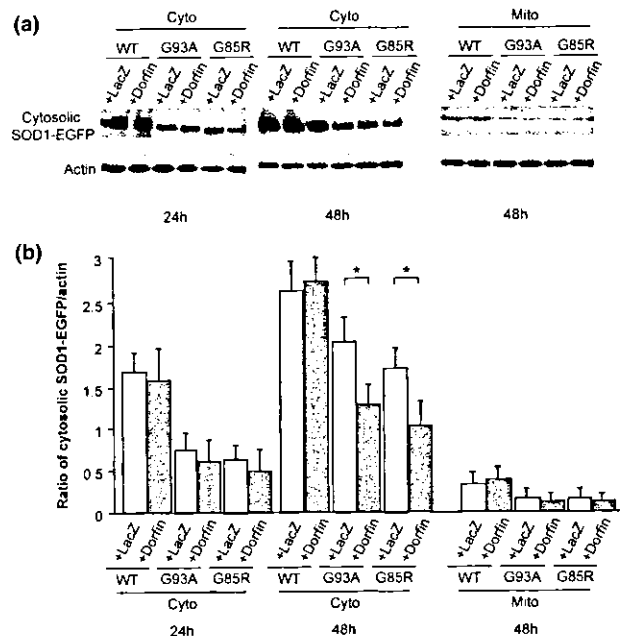 (a)
Cyto Cyto Mito
WT G93A G85R WT G93A G85R WT G93A G85R
+LacZ +Dorfin +LacZ +Dorfin +LacZ +Dorfin +LacZ +Dorfin +LacZ +Dorfin +LacZ +Dorfin +LacZ +Dorfin +LacZ +Dorfin +LacZ +Dorfin
Cytosolic
SOD1-EGFP
Actin
24h 48h 48h
(b)
Ratio of cytosolic SOD1-EGFP/actin
3
2.5
2
1.5
1
0.5
0
* *
+LacZ +Dorfin +LacZ +Dorfin +LacZ +Dorfin +LacZ +Dorfin +LacZ +Dorfin +LacZ +Dorfin +LacZ +Dorfin +LacZ +Dorfin +LacZ +Dorfin
WT G93A G85R WT G93A G85R WT G93A G85R
Cyto Cyto Mito
24h 48h 48h